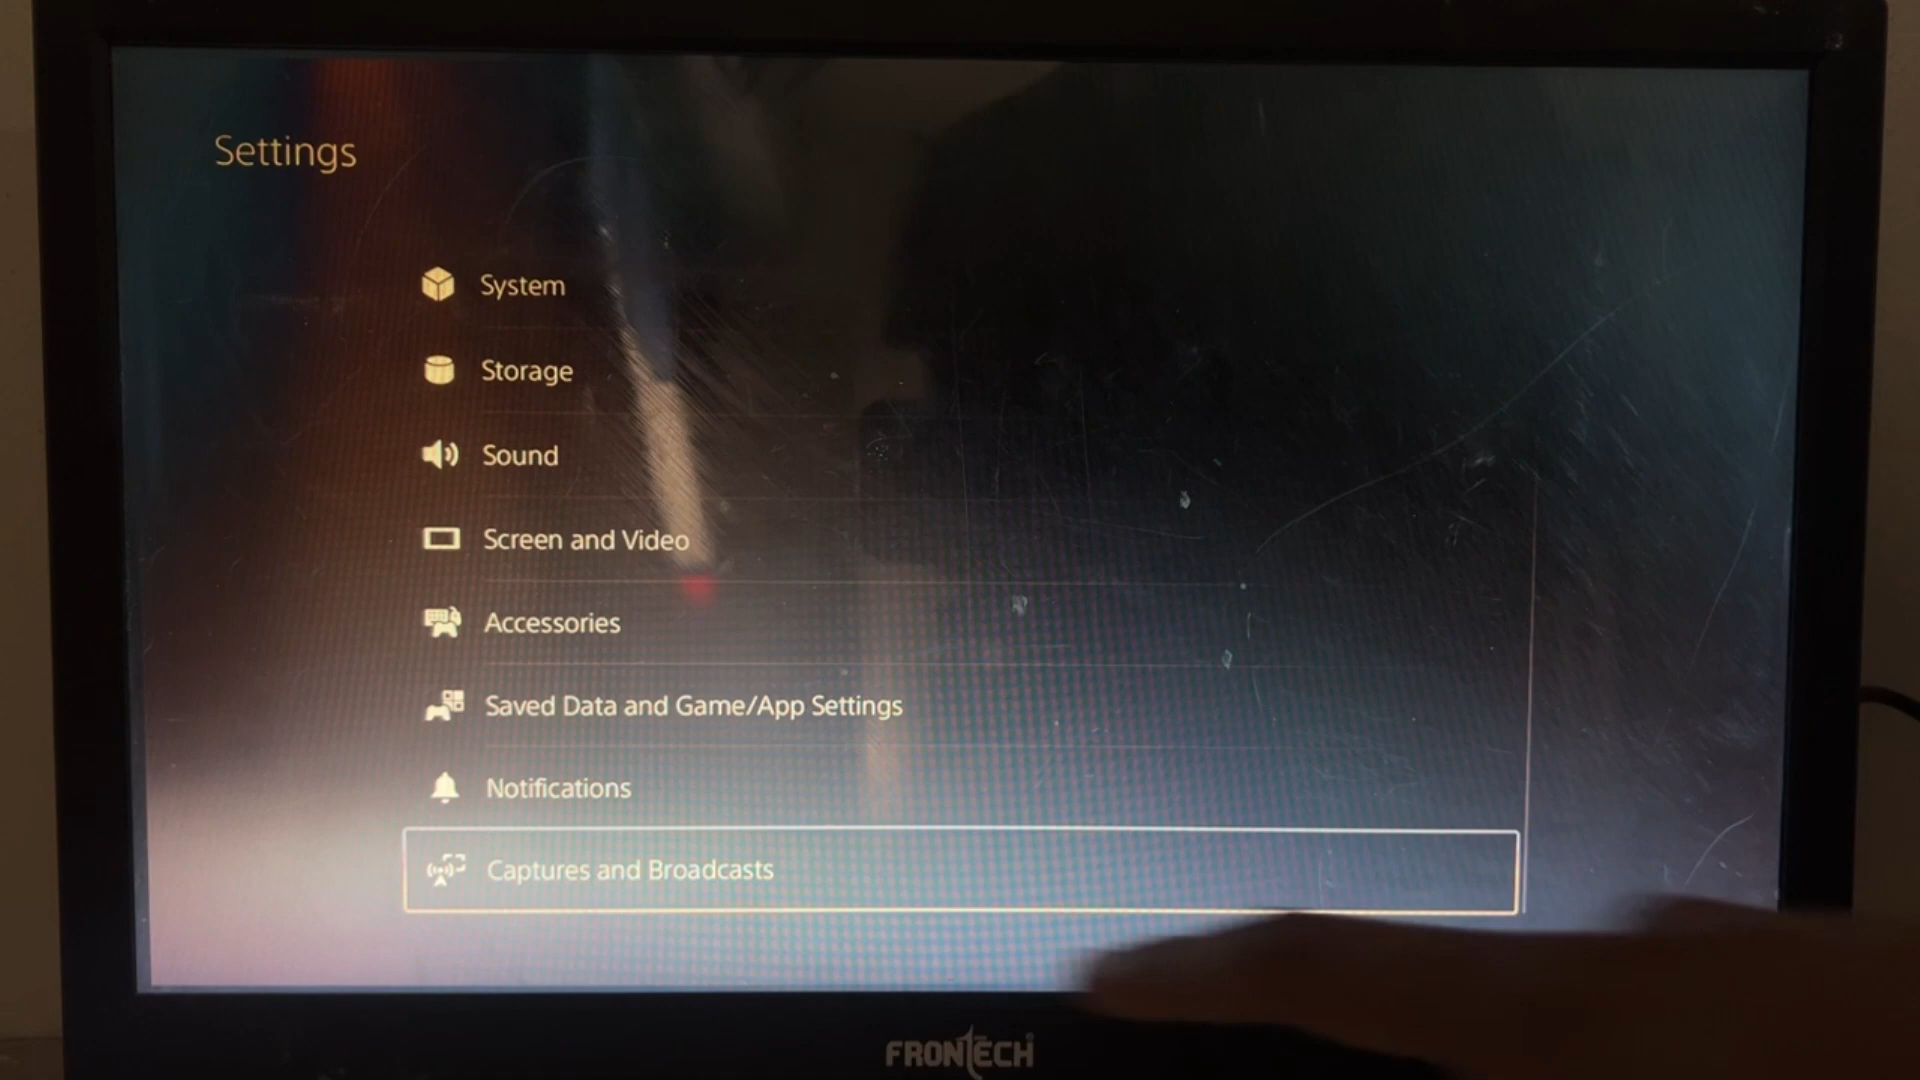 Settings
System
Storage
Sound
Screen and Video
Accessories
Saved Data and Game/App Settings
Notifications
Captures and Broadcasts
FRONTECH